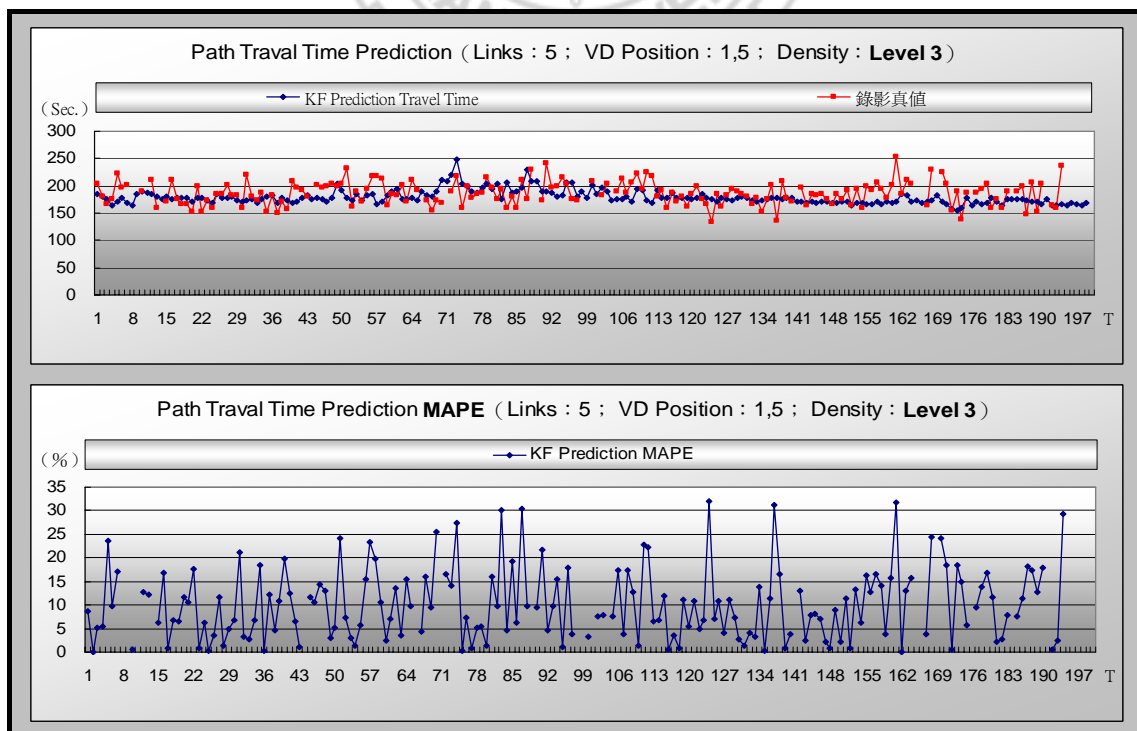 Path Traval Time Prediction（Links：5； VD Position：1,5； Density：Level 3）
KF Prediction Travel Time
錄影真值
（Sec.）
300
250
200
150
100
50
0
1 8 15 22 29 36 43 50 57 64 71 78 85 92 99 106 113 120 127 134 141 148 155 162 169 176 183 190 197 T
Path Traval Time Prediction MAPE（Links：5； VD Position：1,5； Density：Level 3）
KF Prediction MAPE
（%）
35
30
25
20
15
10
5
0
1 8 15 22 29 36 43 50 57 64 71 78 85 92 99 106 113 120 127 134 141 148 155 162 169 176 183 190 197 T